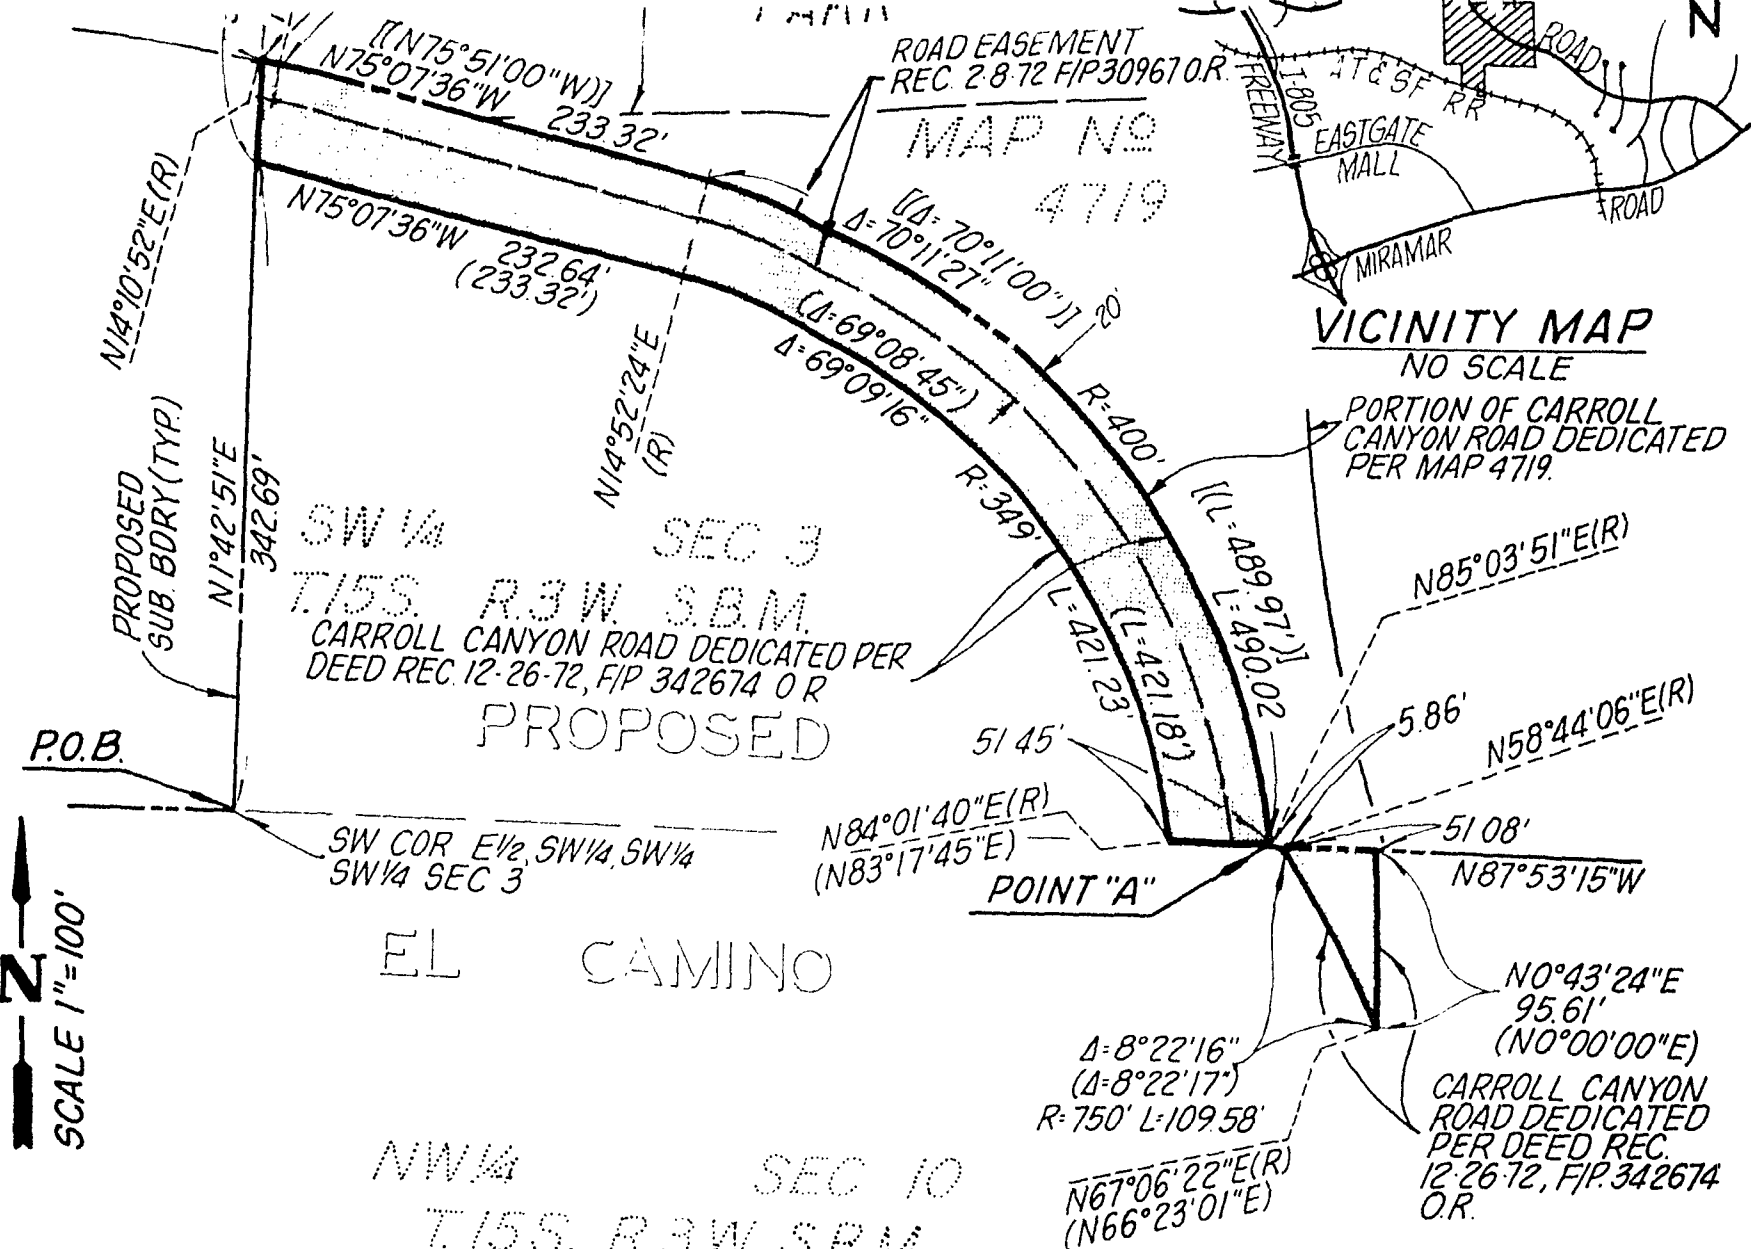 [(N75°51'00"W)]
N75°07'36"W
233.32'
ROAD EASEMENT
REC. 2·8·72 F/P 30967 O.R.
MAP Nº
4719
N
ROAD
AT & SF RR
FREEWAY
I-805
EASTGATE
MALL
ROAD
MIRAMAR
VICINITY MAP
NO SCALE
N14°10'52"E(R)
N75°07'36"W
232.64'
(233.32')
[(Δ=70°11'00")]
Δ=70°11'27"
20'
(Δ=69°08'45")
Δ=69°09'16"
N14°52'24"E
(R)
R=400'
R=349'
PORTION OF CARROLL
CANYON ROAD DEDICATED
PER MAP 4719.
PROPOSED
SUB. BDRY (TYP.)
N1°42'51"E
342.69'
SW 1/4 SEC 3
T.15S. R.3W. S.B.M.
CARROLL CANYON ROAD DEDICATED PER
DEED REC. 12-26-72, F/P 342674 O R
PROPOSED
[(L=489.97')]
L=490.02
(L=421.18')
L=421.23'
N85°03'51"E(R)
P.O.B.
51 45'
5.86'
N58°44'06"E(R)
SW COR E1/2, SW1/4, SW1/4
SW1/4 SEC 3
N84°01'40"E(R)
(N83°17'45"E)
POINT "A"
51 08'
N87°53'15"W
EL CAMINO
N
SCALE 1"=100'
N0°43'24"E
95.61'
(N0°00'00"E)
Δ=8°22'16"
(Δ=8°22'17")
R=750' L=109.58'
CARROLL CANYON
ROAD DEDICATED
PER DEED REC.
12·26·72, F/P. 342674
O.R.
N67°06'22"E(R)
(N66°23'01"E)
NW1/4 SEC 10
T.15S. R.3W. S.B.M.